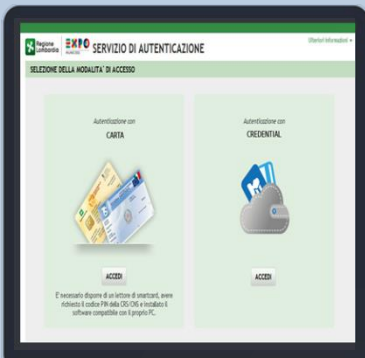 Regione
Lombardia
EXPO
MILANO 2015
SERVIZIO DI AUTENTICAZIONE
Ulteriori informazioni
SELEZIONE DELLA MODALITA' DI ACCESSO
Autenticazione con
CARTA
ACCEDI
E' necessario disporre di un lettore di smartcard, avere
richiesto il codice PIN della CRS/CNS e installato il
software compatibile con il proprio PC.
Autenticazione con
CREDENTIAL
ACCEDI